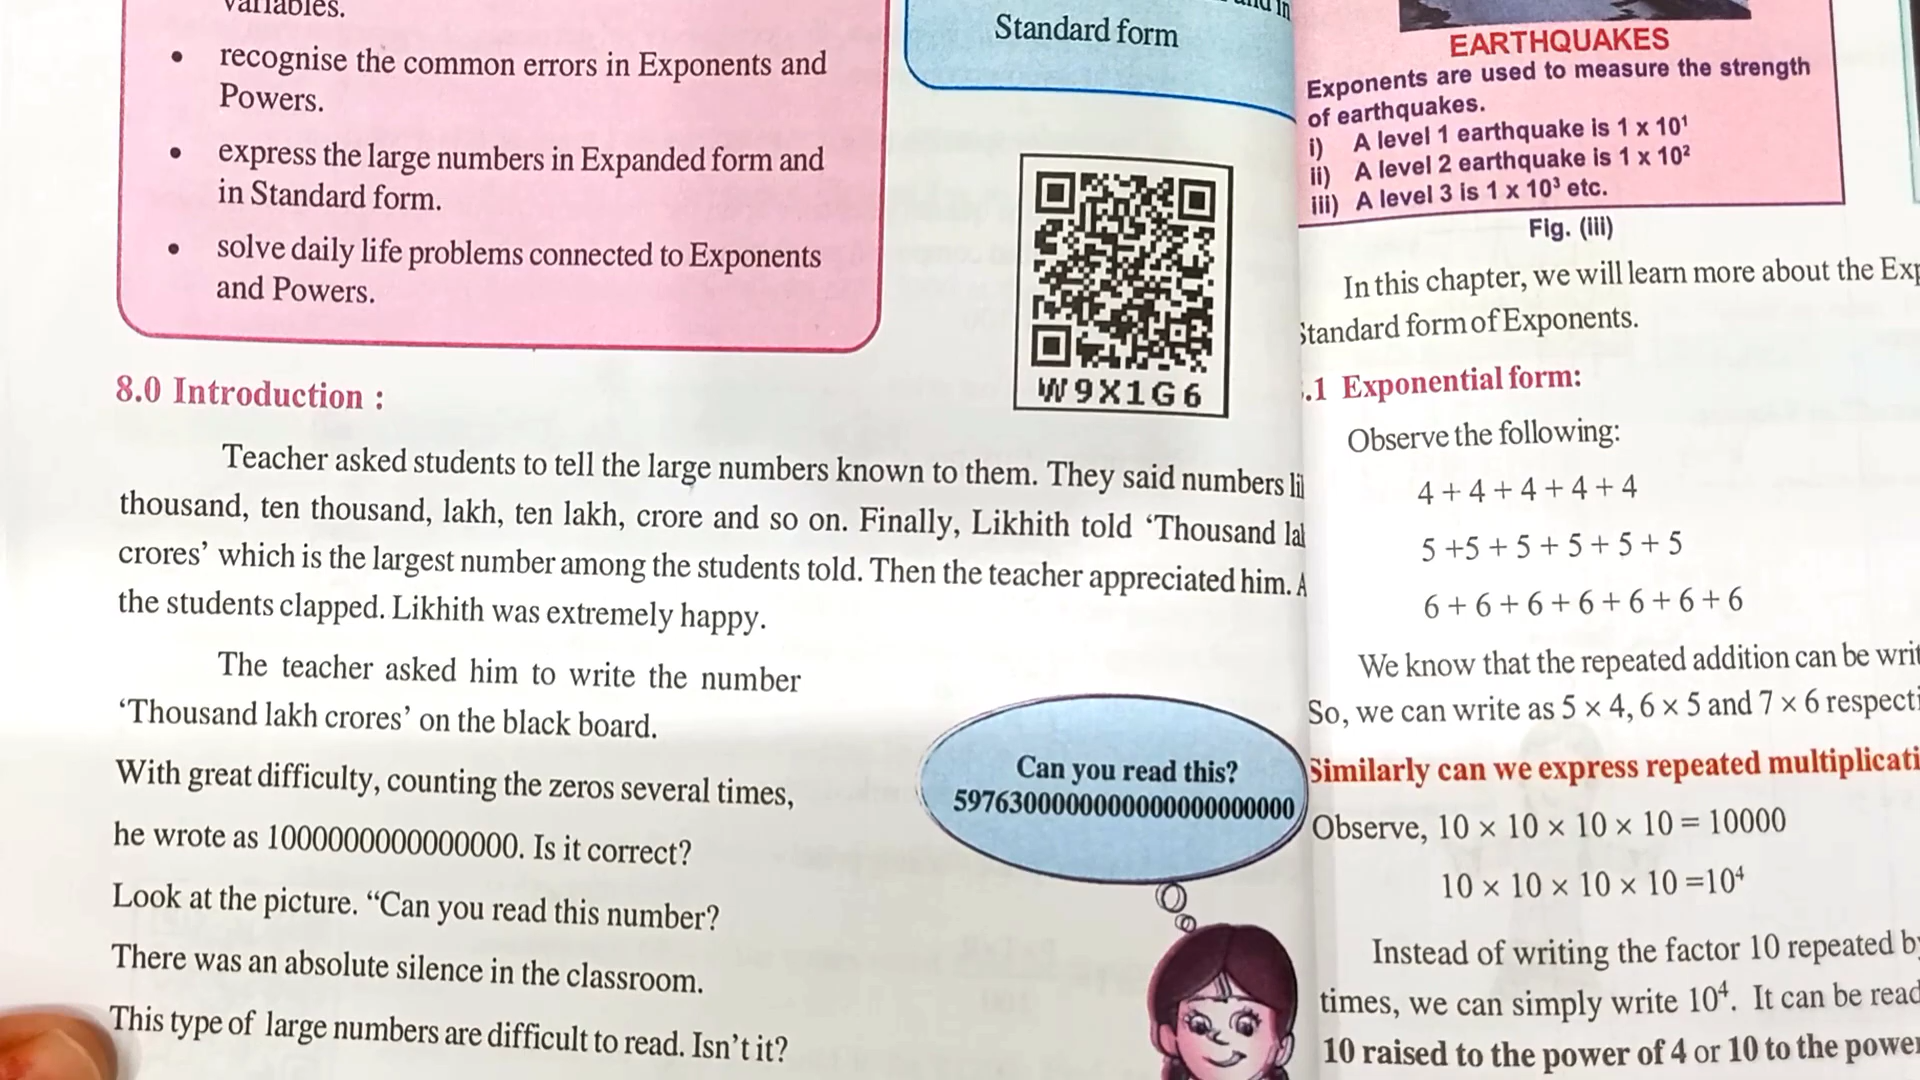 variables.
• recognise the common errors in Exponents and
Powers.
• express the large numbers in Expanded form and
in Standard form.
• solve daily life problems connected to Exponents
and Powers.
and in
Standard form
W9X1G6
8.0 Introduction :
Teacher asked students to tell the large numbers known to them. They said numbers li
thousand, ten thousand, lakh, ten lakh, crore and so on. Finally, Likhith told ‘Thousand la
crores’ which is the largest number among the students told. Then the teacher appreciated him. A
the students clapped. Likhith was extremely happy.
The teacher asked him to write the number
‘Thousand lakh crores’ on the black board.
With great difficulty, counting the zeros several times,
he wrote as 1000000000000000. Is it correct?
Look at the picture. “Can you read this number?
There was an absolute silence in the classroom.
This type of large numbers are difficult to read. Isn’t it?
Can you read this?
EARTHQUAKES
Exponents are used to measure the strength
of earthquakes.
i) A level 1 earthquake is 1 x 10¹
ii) A level 2 earthquake is 1 x 10²
iii) A level 3 is 1 x 10³ etc.
Fig. (iii)
In this chapter, we will learn more about the Exp
Standard form of Exponents.
.1 Exponential form:
Observe the following:
4 + 4 + 4 + 4 + 4
5 +5 + 5 + 5 + 5 + 5
6 + 6 + 6 + 6 + 6 + 6 + 6
We know that the repeated addition can be writ
So, we can write as 5 × 4, 6 × 5 and 7 × 6 respecti
Similarly can we express repeated multiplicati
Observe, 10 × 10 × 10 × 10 = 10000
10 × 10 × 10 × 10 =10⁴
Instead of writing the factor 10 repeated by
times, we can simply write 10⁴. It can be read
10 raised to the power of 4 or 10 to the power